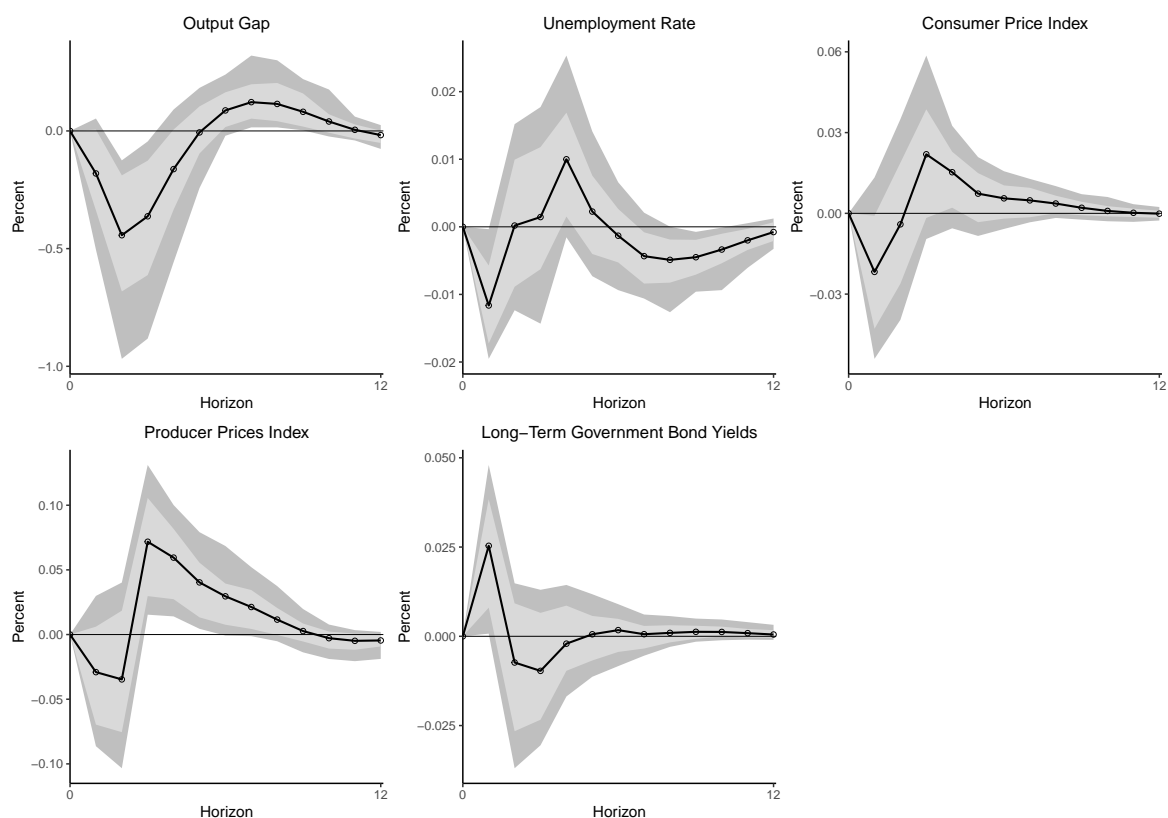 Output Gap
Percent
0.0
−0.5
−1.0
0
12
Horizon
Unemployment Rate
Percent
0.02
0.01
0.00
−0.01
−0.02
0
12
Horizon
Consumer Price Index
Percent
0.06
0.03
0.00
−0.03
0
12
Horizon
Producer Prices Index
Percent
0.10
0.05
0.00
−0.05
−0.10
0
12
Horizon
Long−Term Government Bond Yields
Percent
0.050
0.025
0.000
−0.025
0
12
Horizon